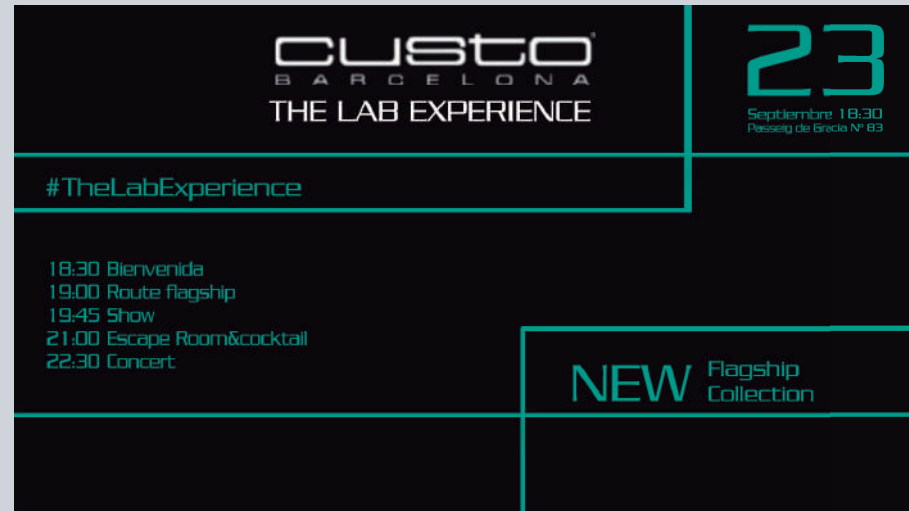 custo
BARCELONA
THE LAB EXPERIENCE
23
Septiembre 18:30
Passeig de Gracia Nº 83
#TheLabExperience
18:30 Bienvenida
19:00 Route flagship
19:45 Show
21:00 Escape Room&cocktail
22:30 Concert
NEW Flagship
Collection